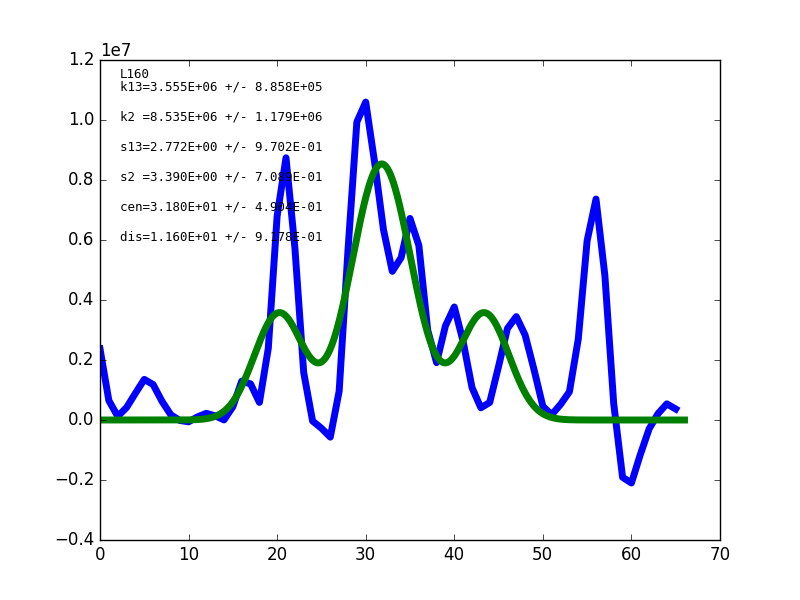 1e7
L160
k13=3.555E+06 +/- 8.858E+05
k2 =8.535E+06 +/- 1.179E+06
s13=2.772E+00 +/- 9.702E-01
s2 =3.390E+00 +/- 7.089E-01
cen=3.180E+01 +/- 4.904E-01
dis=1.160E+01 +/- 9.178E-01
1.2
1.0
0.8
0.6
0.4
0.2
0.0
−0.2
−0.4
0 10 20 30 40 50 60 70